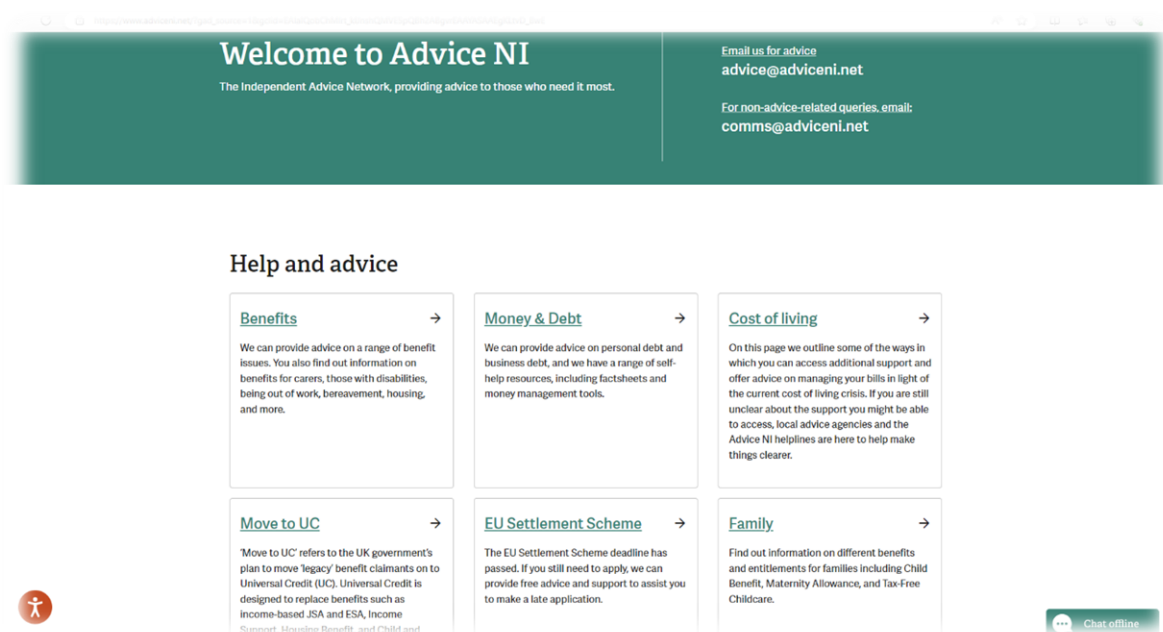 Welcome to Advice NI
The Independent Advice Network, providing advice to those who need it most.
Email us for advice
advice@adviceni.net
For non-advice-related queries, email:
comms@adviceni.net
Help and advice
Benefits →
We can provide advice on a range of benefit
issues. You also find out information on
benefits for carers, those with disabilities,
being out of work, bereavement, housing,
and more.
Money & Debt →
We can provide advice on personal debt and
business debt, and we have a range of self-
help resources, including factsheets and
money management tools.
Cost of living →
On this page we outline some of the ways in
which you can access additional support and
offer advice on managing your bills in light of
the current cost of living crisis. If you are still
unclear about the support you might be able
to access, local advice agencies and the
Advice NI helplines are here to help make
things clearer.
Move to UC →
'Move to UC' refers to the UK government's
plan to move 'legacy' benefit claimants on to
Universal Credit (UC). Universal Credit is
designed to replace benefits such as
income-based JSA and ESA, Income
Support, Housing Benefit, and Child and
EU Settlement Scheme →
The EU Settlement Scheme deadline has
passed. If you still need to apply, we can
provide free advice and support to assist you
to make a late application.
Family →
Find out information on different benefits
and entitlements for families including Child
Benefit, Maternity Allowance, and Tax-Free
Childcare.
Chat offline